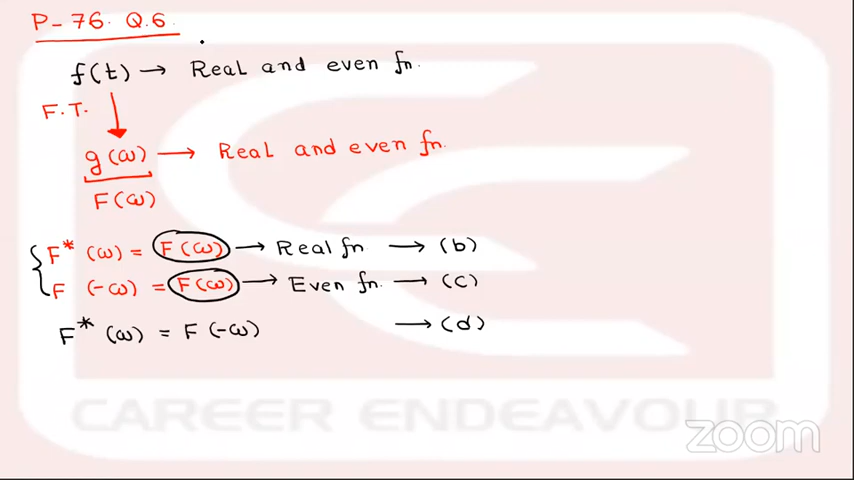 P-76. Q.6
f(t) → Real and even fn.
F.T.
g(ω) → Real and even fn.
F(ω)
F* (ω) = F(ω) → Real fn → (b)
F (-ω) = F(ω) → Even fn. → (c)
F* (ω) = F (-ω) → (d)
CAREER ENDEAVOUR
zoom